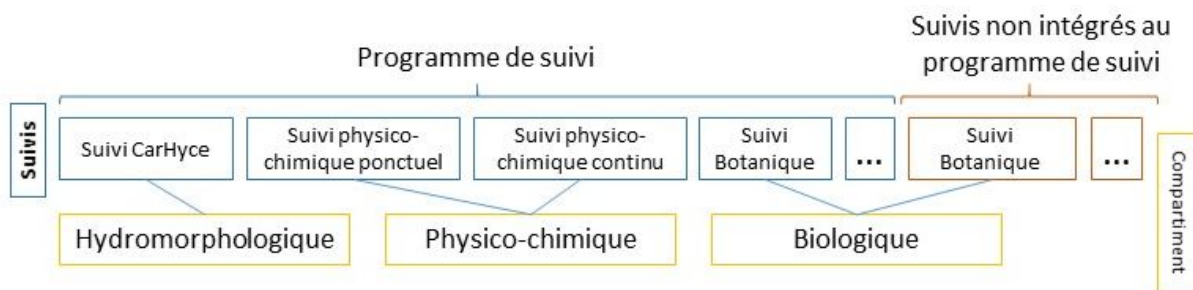 Programme de suivi
Suivis non intégrés au
programme de suivi
Suivis
Suivi CarHyce
Suivi physico-
chimique ponctuel
Suivi physico-
chimique continu
Suivi
Botanique
...
Suivi
Botanique
...
Compartiment
Hydromorphologique
Physico-chimique
Biologique